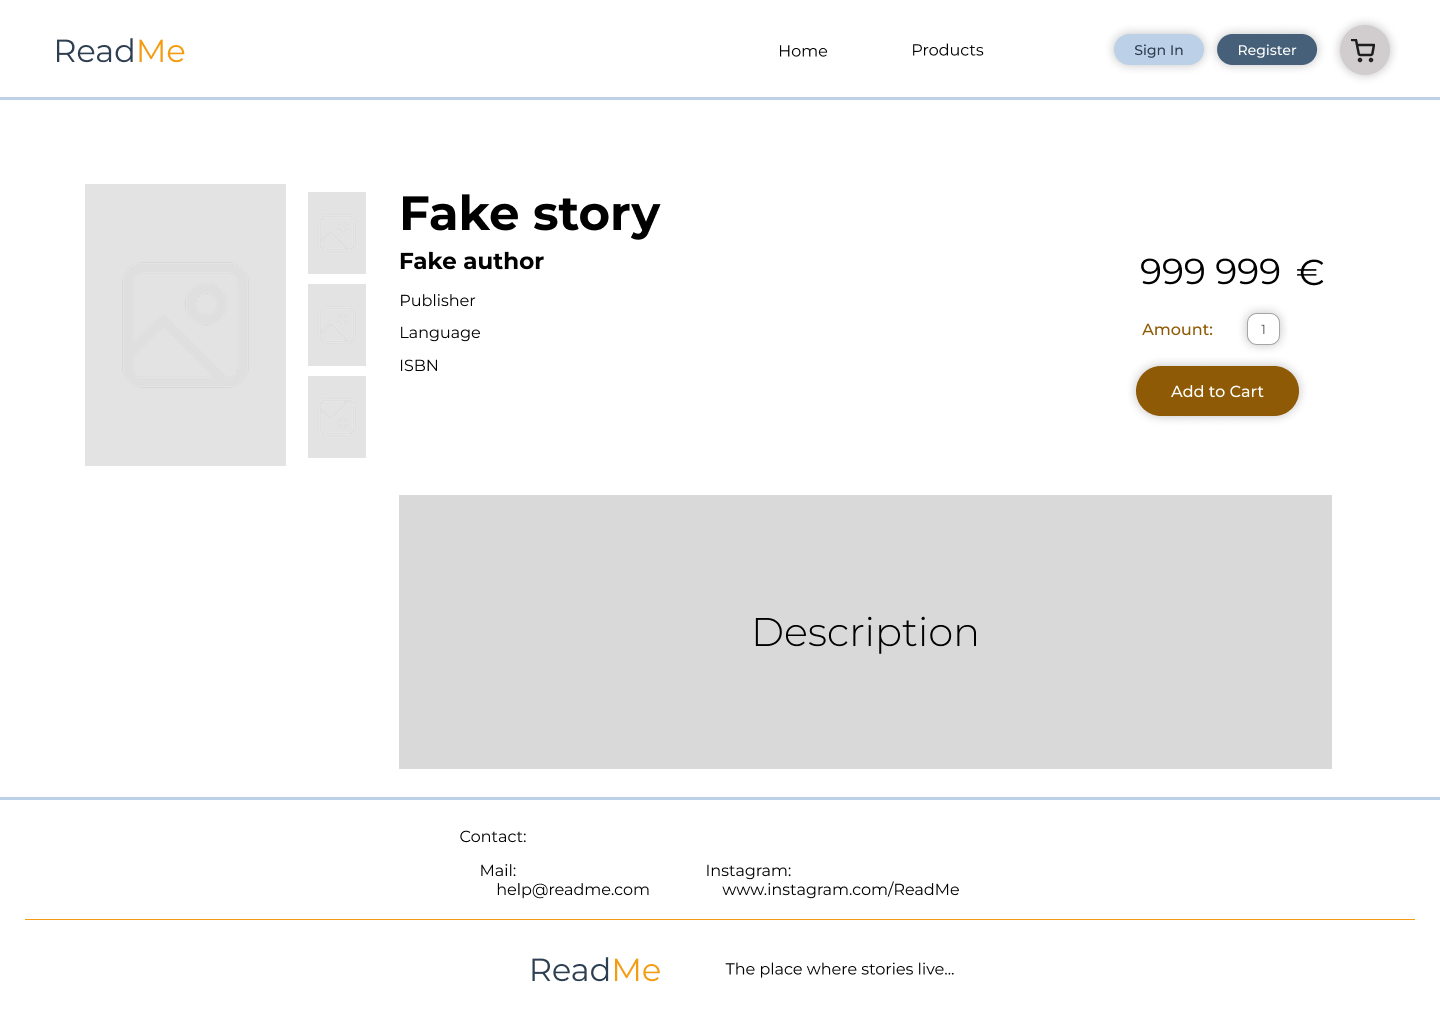 ReadMe
Home
Products
Sign In
Register
Fake story
Fake author
Publisher
Language
ISBN
999 999 €
Amount:
1
Add to Cart
Description
Contact:
Mail:
help@readme.com
Instagram:
www.instagram.com/ReadMe
ReadMe
The place where stories live...